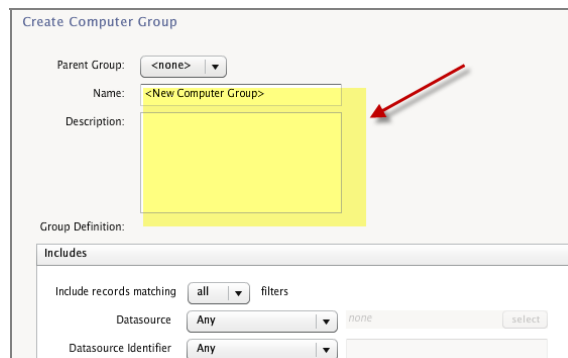 Create Computer Group
Parent Group: <none>
Name: <New Computer Group>
Description:
Group Definition:
Includes
Include records matching all filters
Datasource Any none select
Datasource Identifier Any